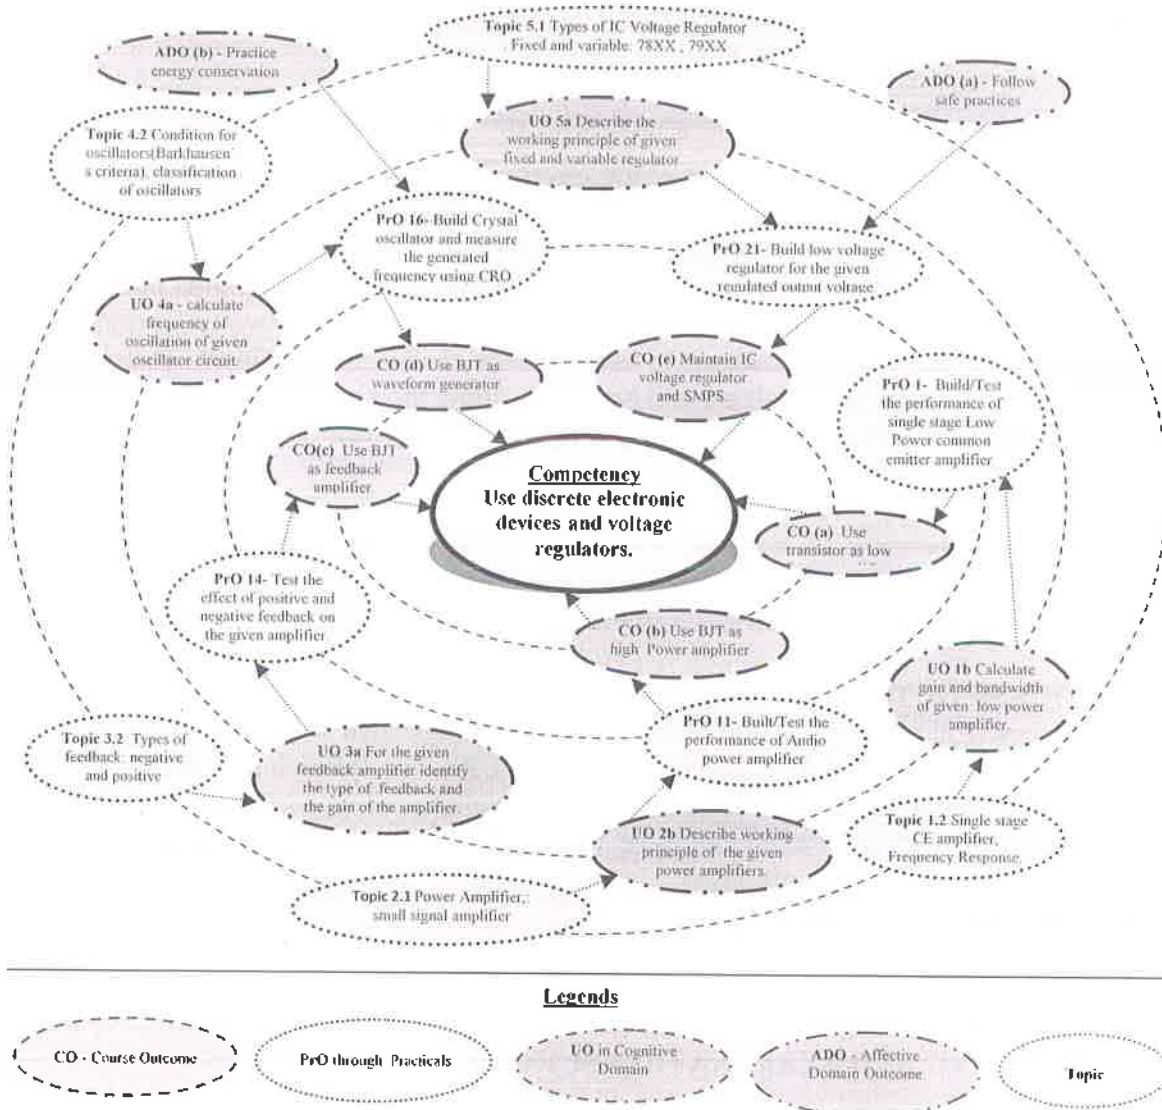 Topic 5.1 Types of IC Voltage Regulator
Fixed and variable: 78XX , 79XX
ADO (b) - Practice
energy conservation
ADO (a) - Follow
safe practices
Topic 4.2 Condition for
oscillators(Barkhausen'
s criteria), classification
of oscillators
UO 5a Describe the
working principle of given
fixed and variable regulator
PrO 16- Build Crystal
oscillator and measure
the generated
frequency using CRO
PrO 21- Build low voltage
regulator for the given
regulated output voltage
UO 4a - calculate
frequency of
oscillation of given
oscillator circuit.
CO (d) Use BJT as
waveform generator
CO (e) Maintain IC
voltage regulator
and SMPS.
PrO 1- Build/Test
the performance of
single stage Low
Power common
emitter amplifier
CO(c) Use BJT
as feedback
amplifier.
Competency
Use discrete electronic
devices and voltage
regulators.
CO (a) Use
transistor as low
PrO 14- Test the
effect of positive and
negative feedback on
the given amplifier
CO (b) Use BJT as
high Power amplifier
UO 1b Calculate
gain and bandwidth
of given low power
amplifier.
PrO 11- Built/Test the
performance of Audio
power amplifier
Topic 3.2 Types of
feedback: negative
and positive
UO 3a For the given
feedback amplifier identify
the type of feedback and
the gain of the amplifier.
UO 2b Describe working
principle of the given
power amplifiers.
Topic 1.2 Single stage
CE amplifier,
Frequency Response.
Topic 2.1 Power Amplifier,:
small signal amplifier
Legends
CO - Course Outcome
PrO through Practicals
UO in Cognitive
Domain
ADO - Affective
Domain Outcome
Topic